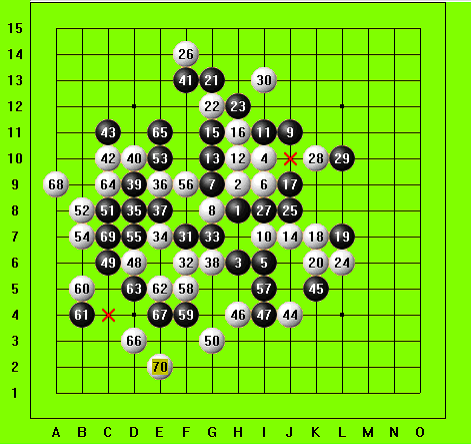 15
14 26
13 41 21 30
12 22 23
11 43 65 15 16 11 9
10 42 40 53 13 12 4 28 29
9 68 64 39 36 56 7 2 6 17
8 52 51 35 37 8 1 27 25
7 54 69 55 34 31 33 10 14 18 19
6 49 48 32 38 3 5 20 24
5 60 63 62 58 57 45
4 61 67 59 46 47 44
3 66 50
2 70
1
A B C D E F G H I J K L M N O